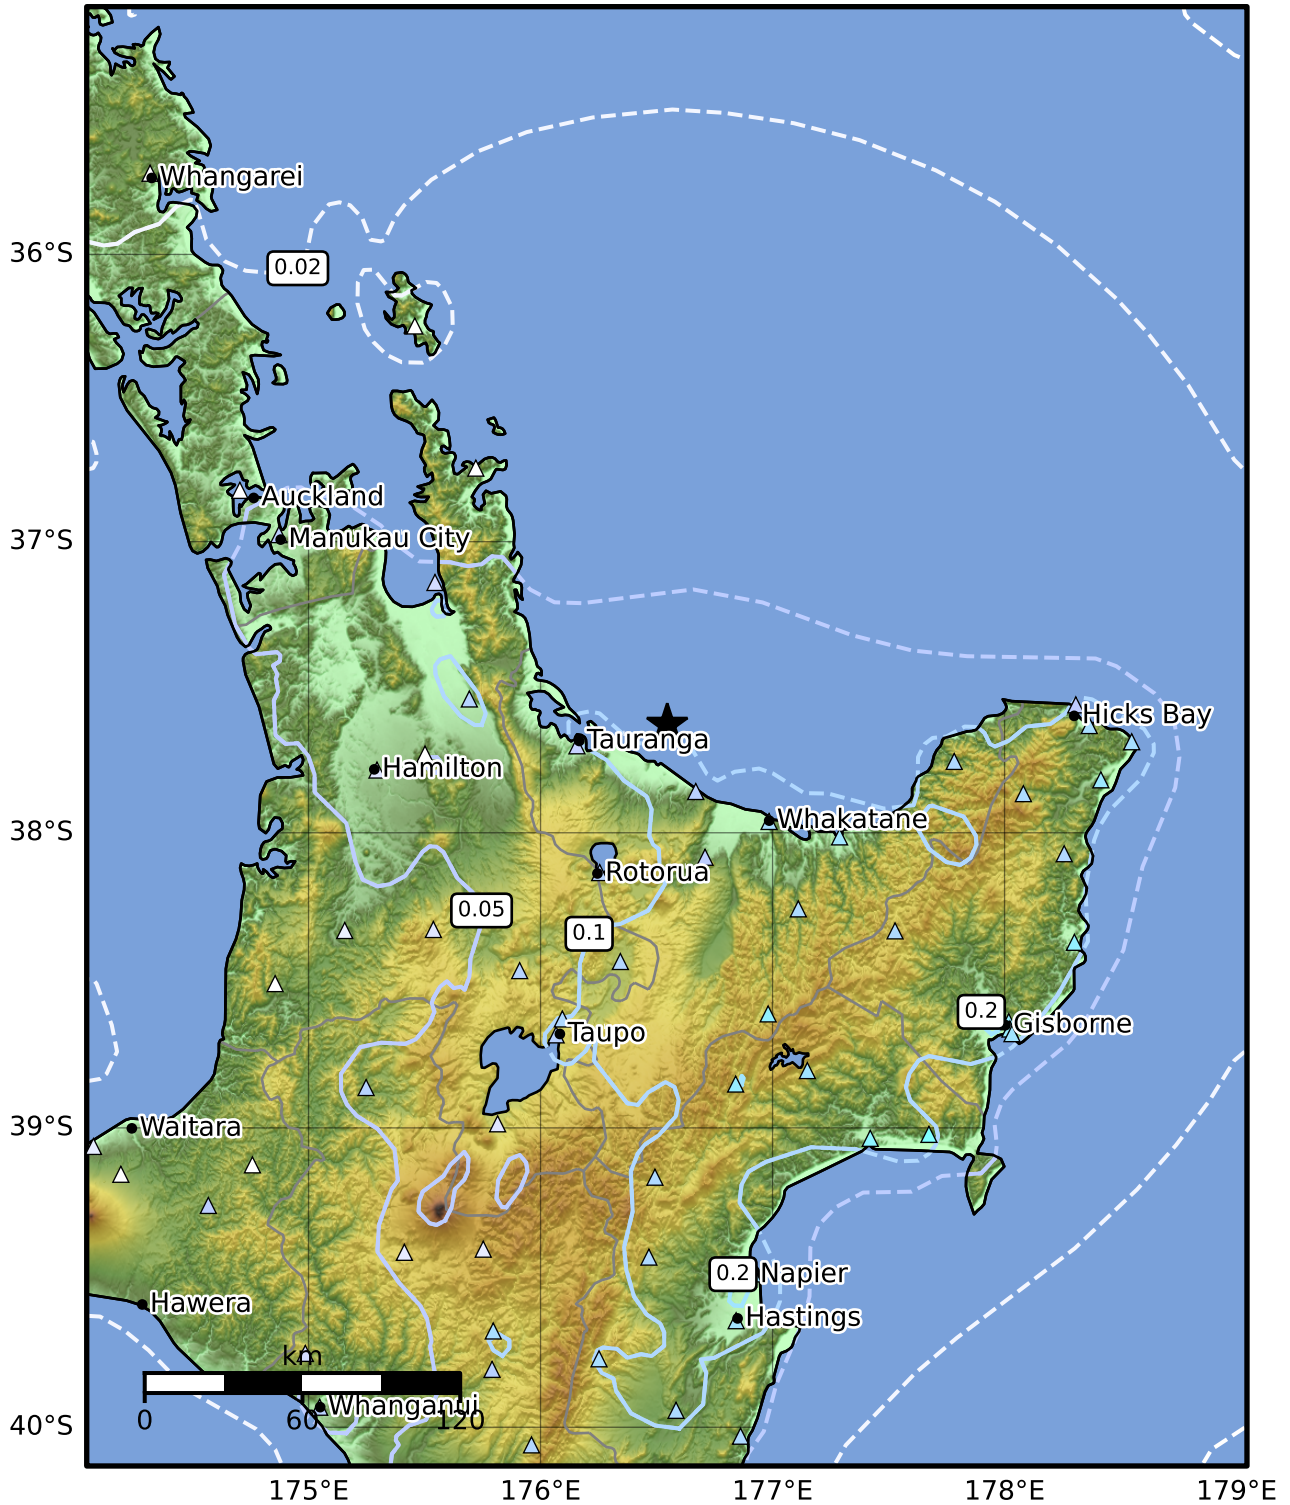 Whangarei
36°S
0.02
Auckland
37°S
Manukau City
Hicks Bay
Tauranga
Hamilton
38°S
Whakatane
Rotorua
0.05
0.1
0.2
Gisborne
Taupo
39°S
Waitara
0.2
Napier
Hawera
Hastings
km
Whanganui
0
60
120
40°S
175°E
176°E
177°E
178°E
179°E